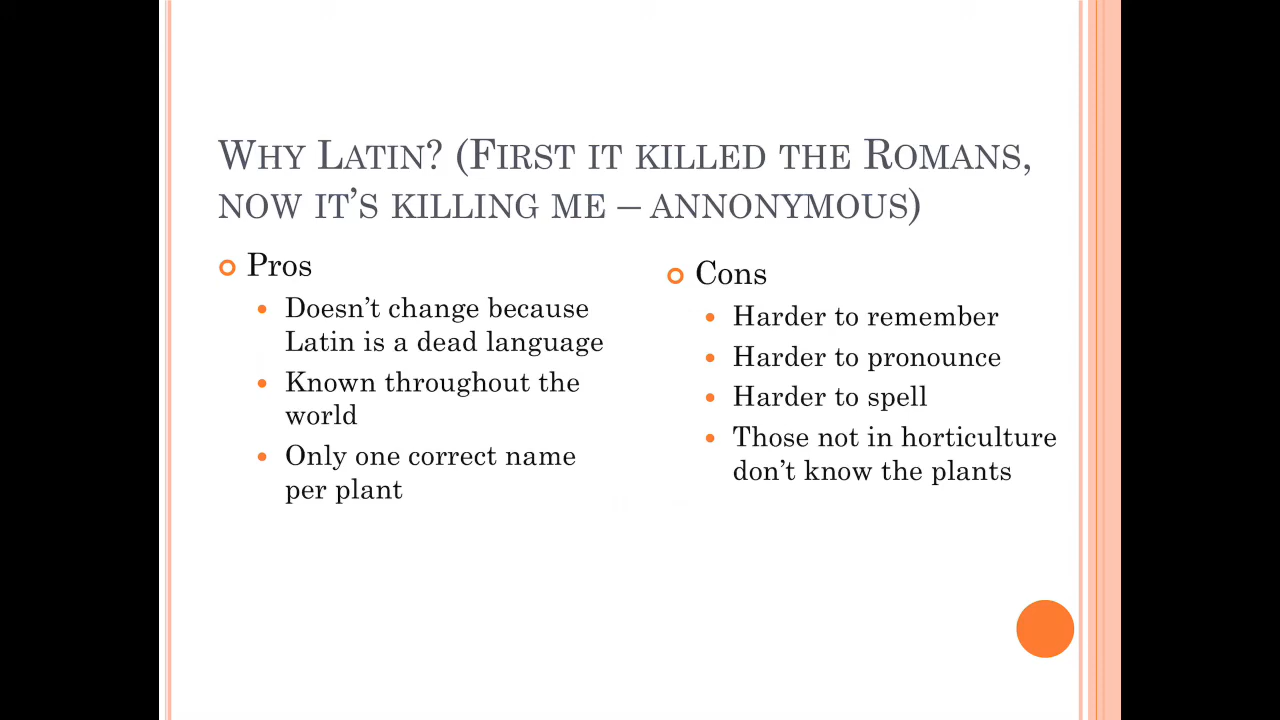 Why Latin? (First it killed the Romans,
now it’s killing me – annonymous)
Pros
Doesn’t change because
Latin is a dead language
Known throughout the
world
Only one correct name
per plant
Cons
Harder to remember
Harder to pronounce
Harder to spell
Those not in horticulture
don’t know the plants